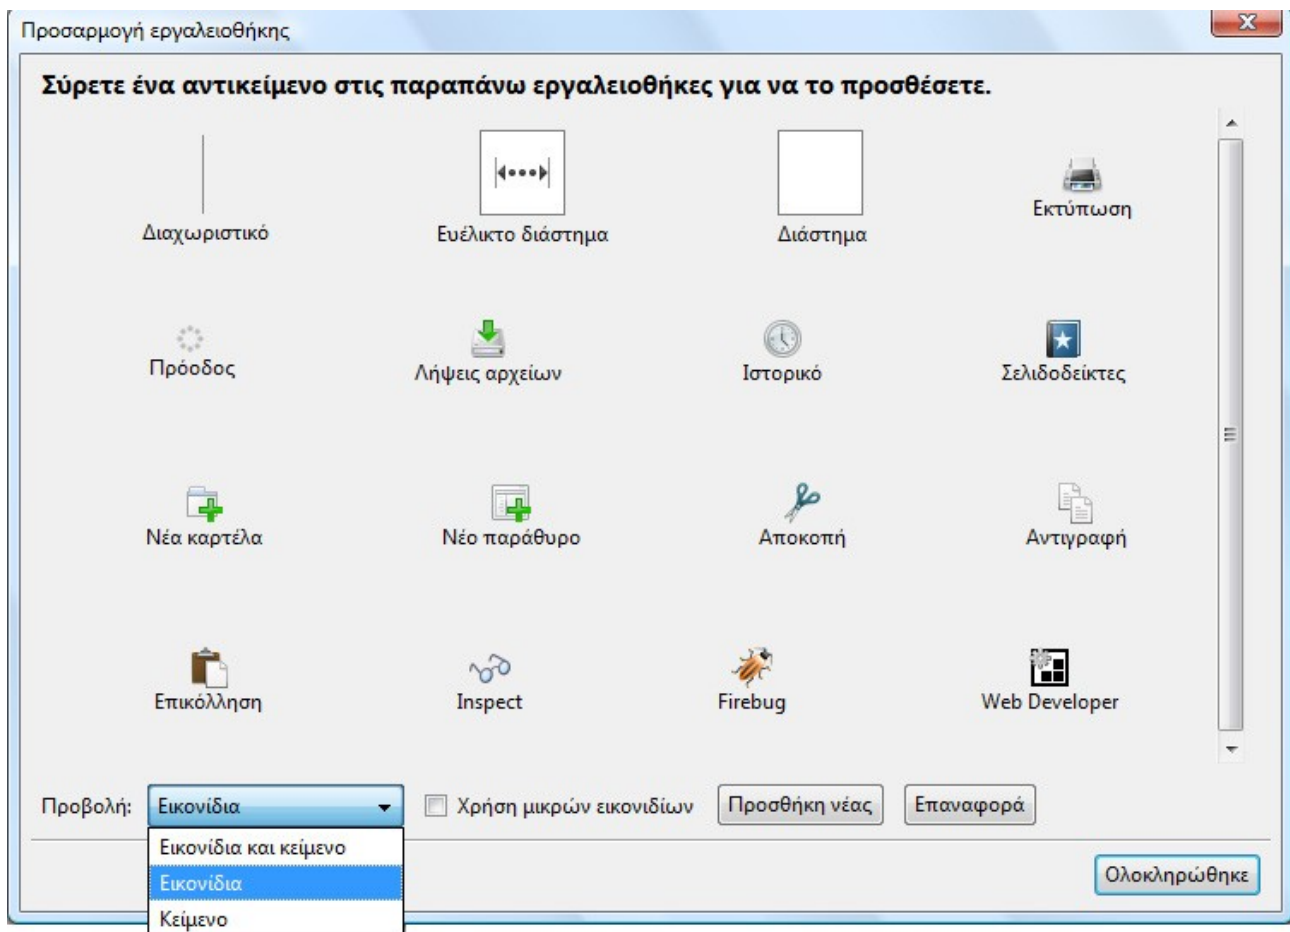 Προσαρμογή εργαλειοθήκης
Σύρετε ένα αντικείμενο στις παραπάνω εργαλειοθήκες για να το προσθέσετε.
Διαχωριστικό Ευέλικτο διάστημα Διάστημα Εκτύπωση
Πρόοδος Λήψεις αρχείων Ιστορικό Σελιδοδείκτες
Νέα καρτέλα Νέο παράθυρο Αποκοπή Αντιγραφή
Επικόλληση Inspect Firebug Web Developer
Προβολή: Εικονίδια Χρήση μικρών εικονιδίων Προσθήκη νέας Επαναφορά
Εικονίδια και κείμενο
Εικονίδια
Κείμενο
Ολοκληρώθηκε